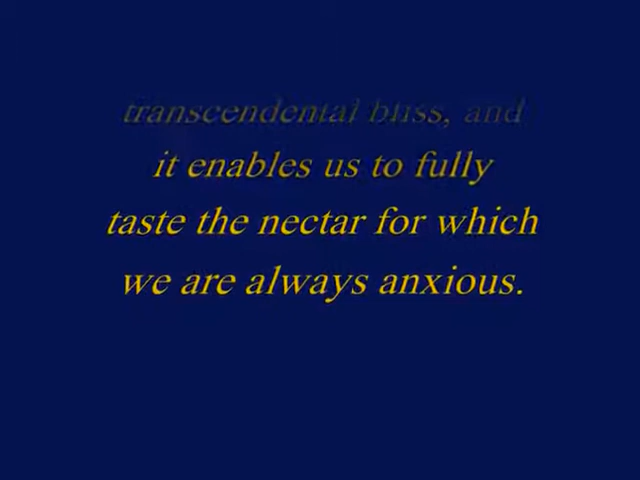 transcendental bliss, and
it enables us to fully
taste the nectar for which
we are always anxious.